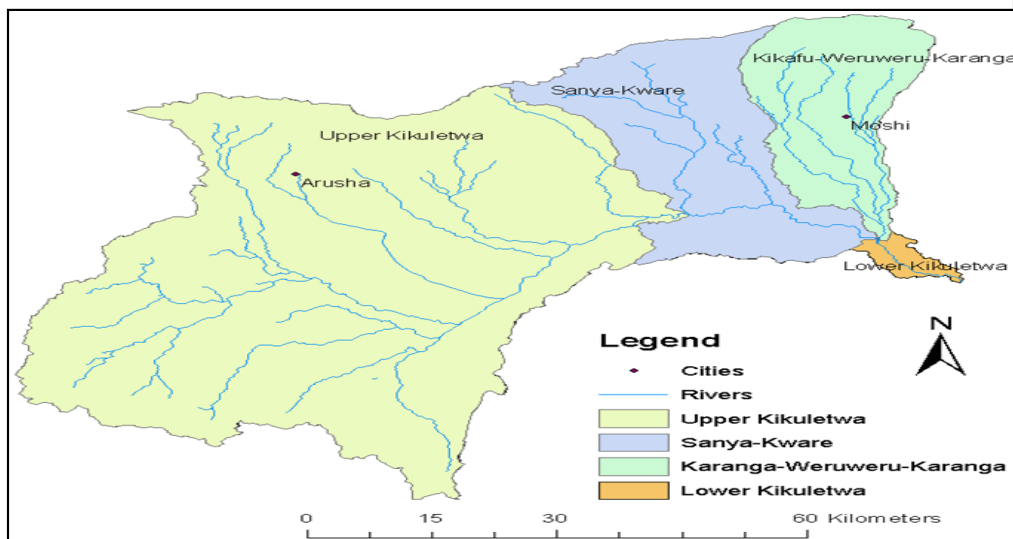 Kikafu-Weruweru-Karanga
Sanya-Kware
Moshi
Upper Kikuletwa
Arusha
Lower Kikuletwa
N
Legend
Cities
Rivers
Upper Kikuletwa
Sanya-Kware
Karanga-Weruweru-Karanga
Lower Kikuletwa
0 15 30 60 Kilometers